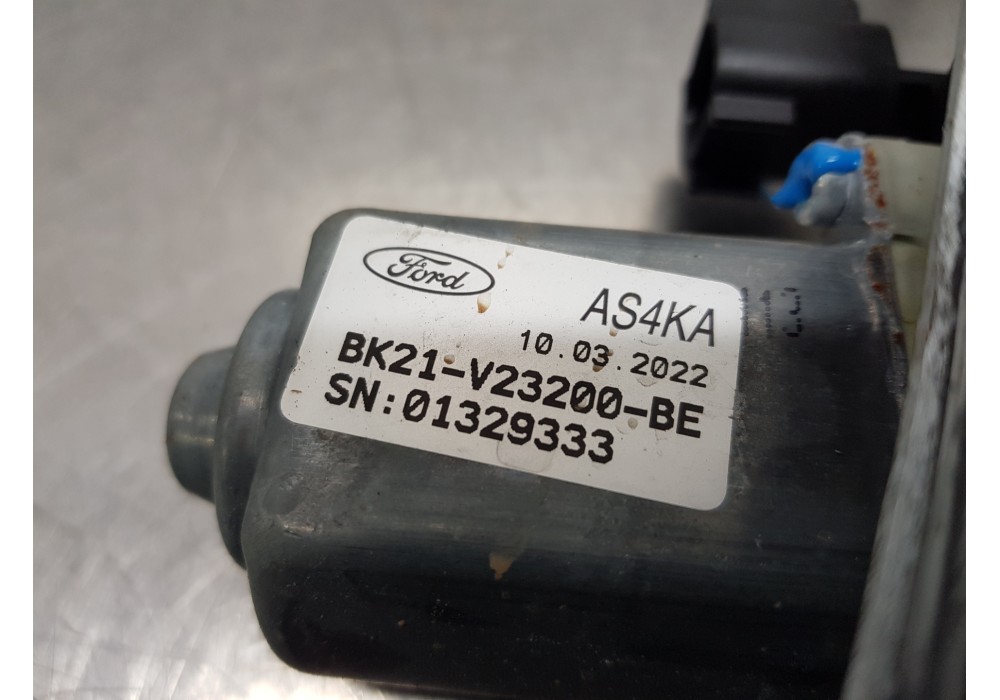 Ford
AS4KA
10.03.2022
BK21-V23200-BE
SN:01329333